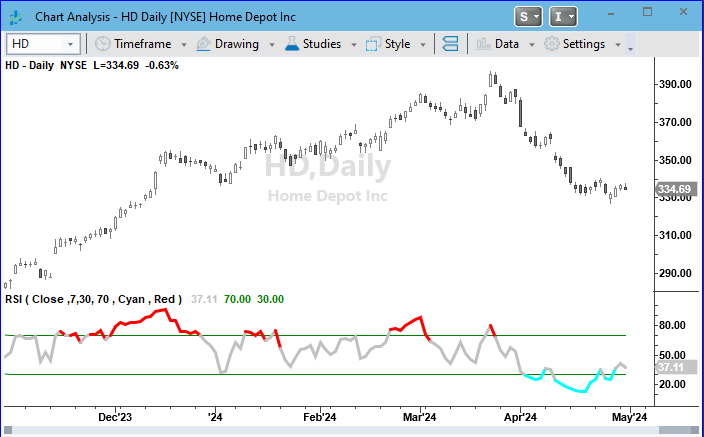 Chart Analysis - HD Daily [NYSE] Home Depot Inc
S I
HD Timeframe Drawing Studies Style Data Settings
HD - Daily NYSE L=334.69 -0.63%
390.00
370.00
350.00
HD,Daily
334.69
Home Depot Inc
330.00
310.00
290.00
RSI ( Close ,7,30, 70 , Cyan , Red ) 37.11 70.00 30.00
80.00
50.00
37.11
20.00
Dec'23 '24 Feb'24 Mar'24 Apr'24 May'24